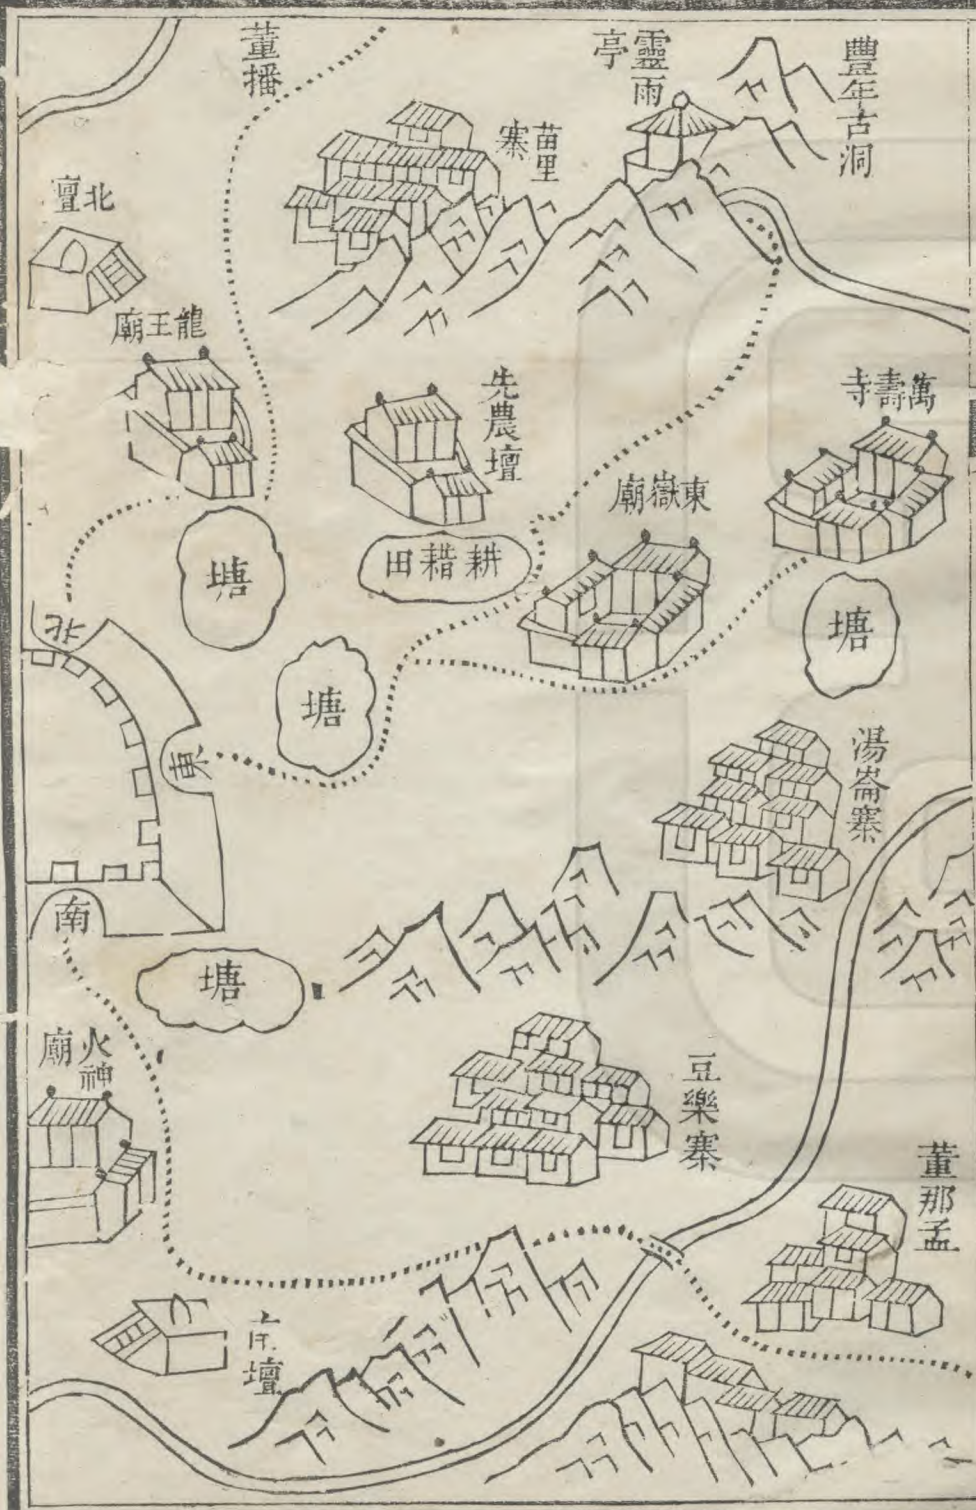 豐年古洞
靈雨亭
苗里寨
董播
北壇
龍王廟
先農壇
萬壽寺
東嶽廟
耕耤田
塘
塘
塘
北
東
湯崙寨
南
塘
火神廟
豆樂寨
董那孟
壇